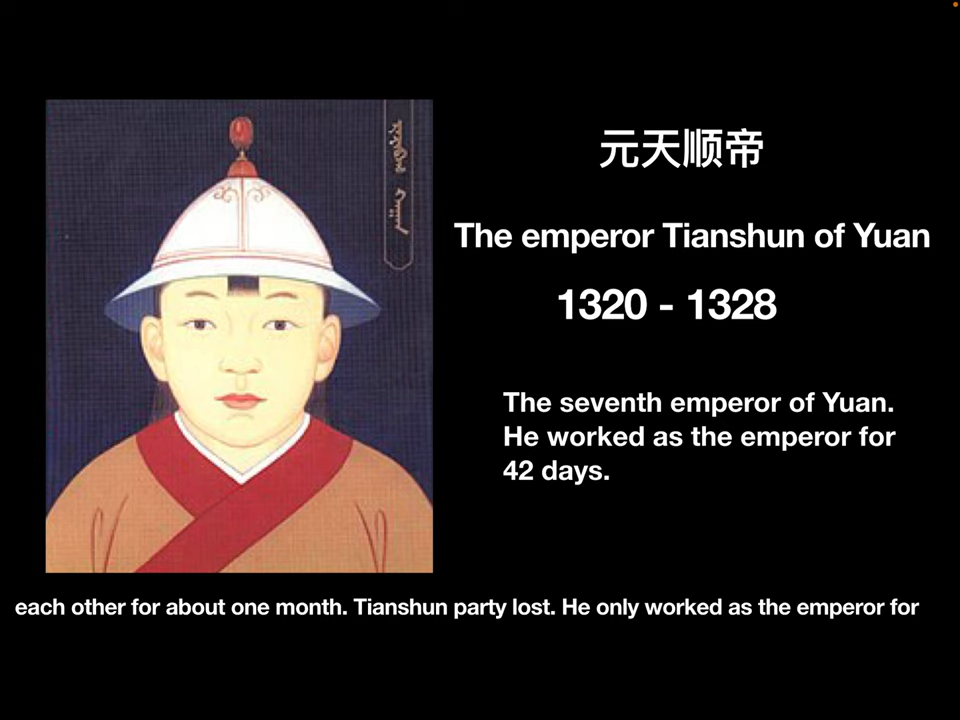 元天顺帝
The emperor Tianshun of Yuan
1320 - 1328
The seventh emperor of Yuan.
He worked as the emperor for
42 days.
each other for about one month. Tianshun party lost. He only worked as the emperor for